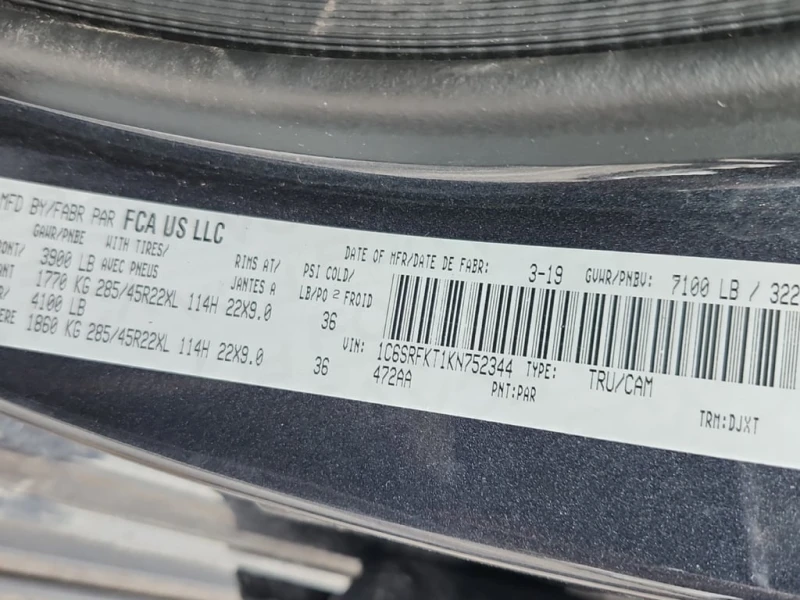 MFD BY/FABR PAR FCA US LLC DATE OF MFR/DATE DE FABR: 3-19 GVWR/PNBV: 7100 LB / 322
GAWR/PNBE WITH TIRES/ RIMS AT/ PSI COLD/
3900 LB AVEC PNEUS JANTES A LB/PO2 FROID
1770 KG 285/45R22XL 114H 22X9.0 36
4100 LB
1860 KG 285/45R22XL 114H 22X9.0 36
VIN: 1C6SRFKT1KN752344 TYPE: TRU/CAM
472AA PNT:PAR TRM:DJXT